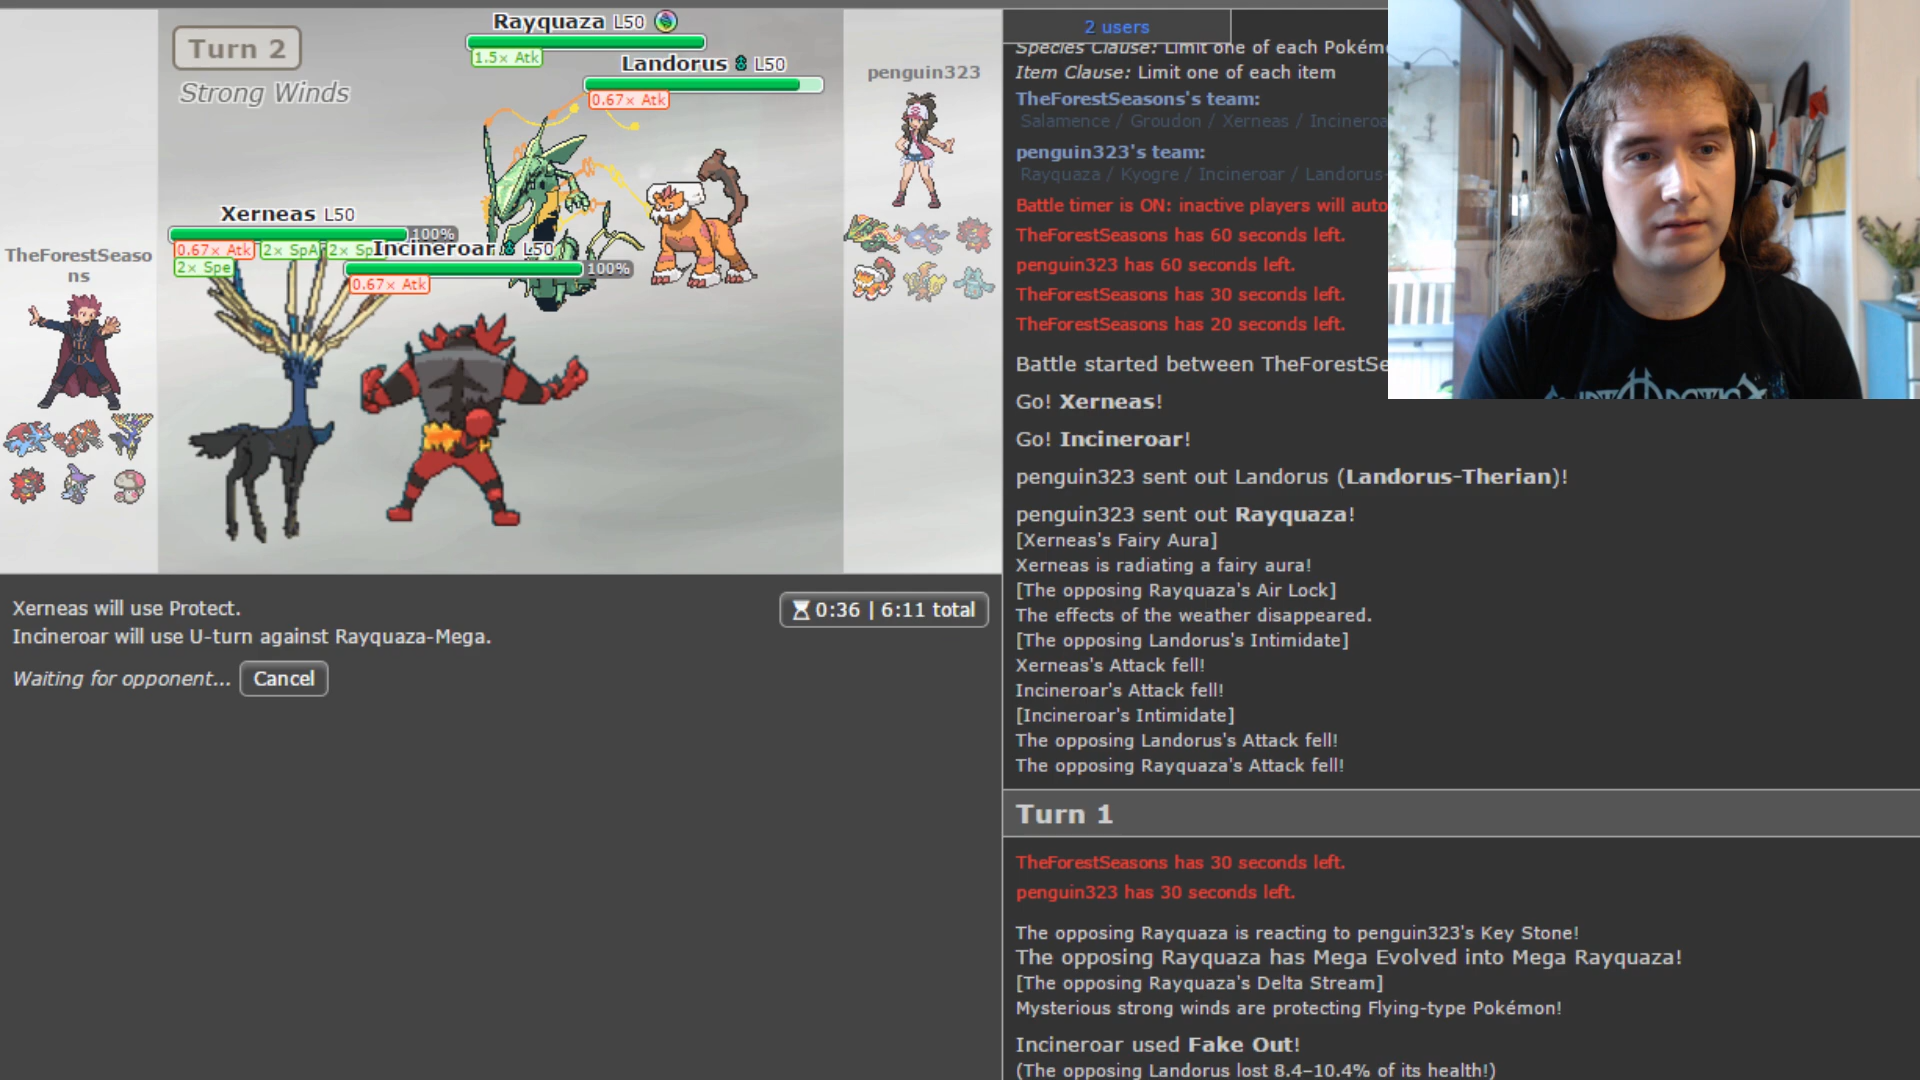 Turn 2
Strong Winds
Rayquaza L50
1.5× Atk
Landorus L50
0.67× Atk
penguin323
TheForestSeaso
ns
Xerneas L50
100%
0.67× Atk 2× SpA 2× Sp
2× Spe
Incineroar L50
100%
0.67× Atk
Xerneas will use Protect.
Incineroar will use U-turn against Rayquaza-Mega.
Waiting for opponent... Cancel
0:36 | 6:11 total
2 users
Species Clause: Limit one of each Pokémo
Item Clause: Limit one of each item
TheForestSeasons's team:
Salamence / Groudon / Xerneas / Incineroa
penguin323's team:
Rayquaza / Kyogre / Incineroar / Landorus-
Battle timer is ON: inactive players will auto
TheForestSeasons has 60 seconds left.
penguin323 has 60 seconds left.
TheForestSeasons has 30 seconds left.
TheForestSeasons has 20 seconds left.
Battle started between TheForestSe
Go! Xerneas!
Go! Incineroar!
penguin323 sent out Landorus (Landorus-Therian)!
penguin323 sent out Rayquaza!
[Xerneas's Fairy Aura]
Xerneas is radiating a fairy aura!
[The opposing Rayquaza's Air Lock]
The effects of the weather disappeared.
[The opposing Landorus's Intimidate]
Xerneas's Attack fell!
Incineroar's Attack fell!
[Incineroar's Intimidate]
The opposing Landorus's Attack fell!
The opposing Rayquaza's Attack fell!
Turn 1
TheForestSeasons has 30 seconds left.
penguin323 has 30 seconds left.
The opposing Rayquaza is reacting to penguin323's Key Stone!
The opposing Rayquaza has Mega Evolved into Mega Rayquaza!
[The opposing Rayquaza's Delta Stream]
Mysterious strong winds are protecting Flying-type Pokémon!
Incineroar used Fake Out!
(The opposing Landorus lost 8.4–10.4% of its health!)